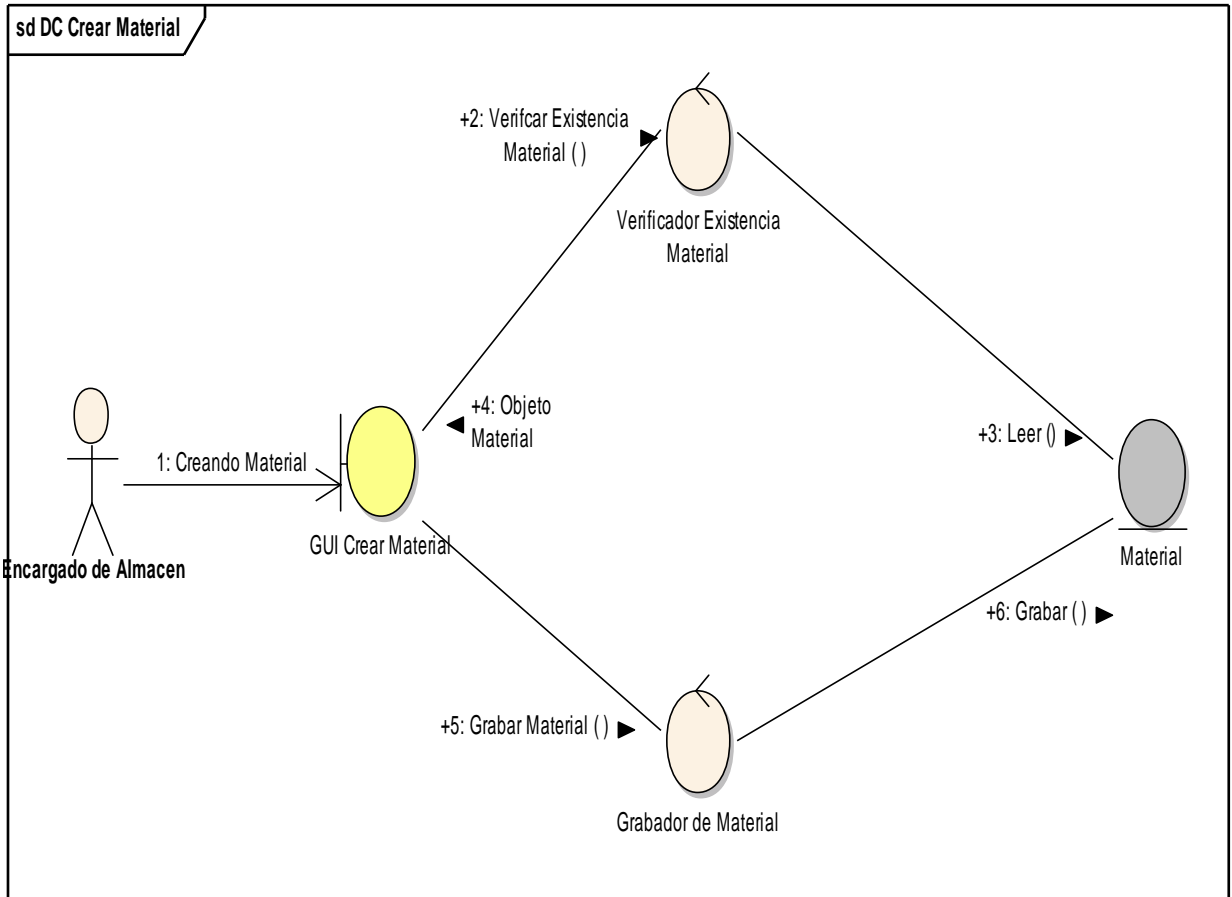 sd DC Crear Material
+2: Verifcar Existencia
Material ( )
Verificador Existencia
Material
+4: Objeto
Material
+3: Leer ()
1: Creando Material
GUI Crear Material
Encargado de Almacen
Material
+6: Grabar ( )
+5: Grabar Material ( )
Grabador de Material